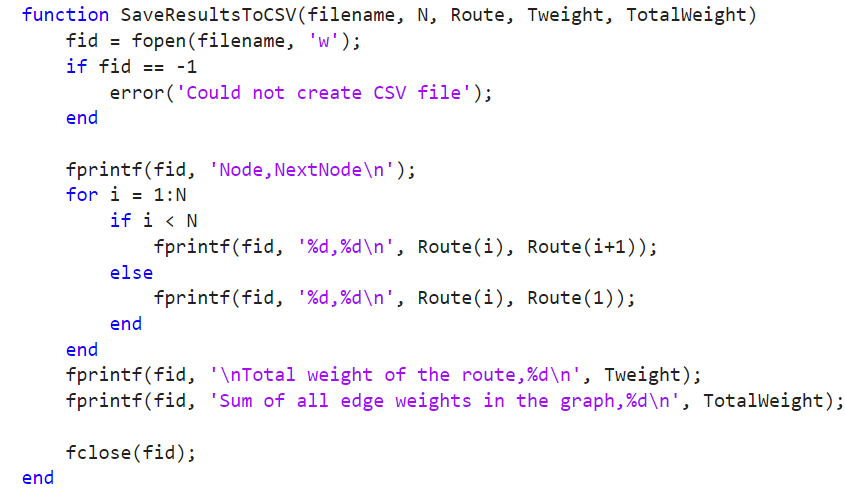 function SaveResultsToCSV(filename, N, Route, Tweight, TotalWeight)
    fid = fopen(filename, 'w');
    if fid == -1
        error('Could not create CSV file');
    end

    fprintf(fid, 'Node,NextNode\n');
    for i = 1:N
        if i < N
            fprintf(fid, '%d,%d\n', Route(i), Route(i+1));
        else
            fprintf(fid, '%d,%d\n', Route(i), Route(1));
        end
    end
    fprintf(fid, '\nTotal weight of the route,%d\n', Tweight);
    fprintf(fid, 'Sum of all edge weights in the graph,%d\n', TotalWeight);

    fclose(fid);
end